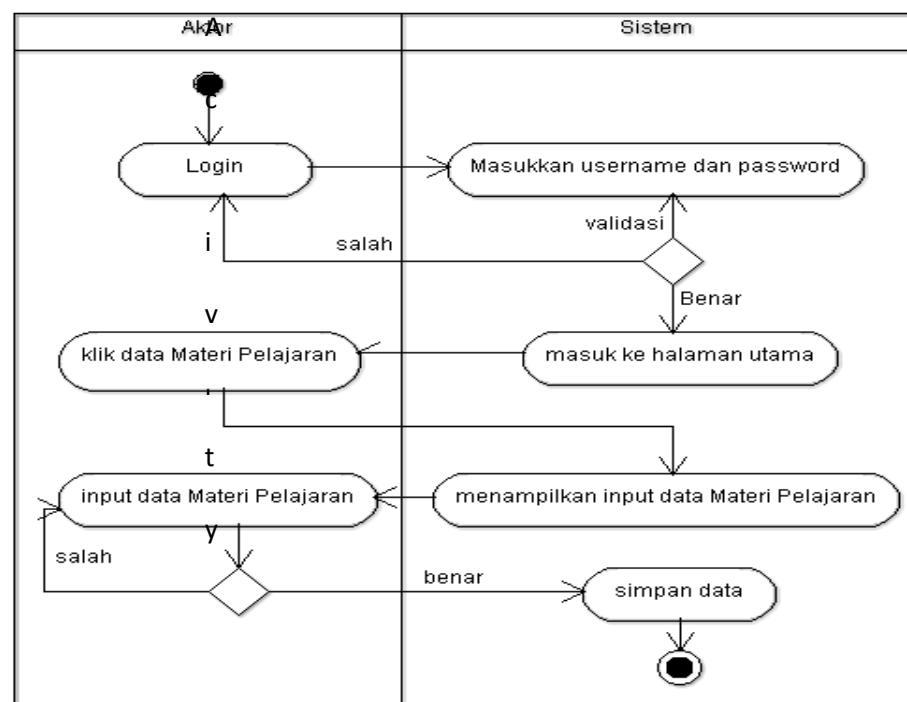 Aktor
Sistem
A
c
Login
Masukkan username dan password
validasi
i
salah
Benar
v
klik data Materi Pelajaran
masuk ke halaman utama
t
input data Materi Pelajaran
menampilkan input data Materi Pelajaran
y
salah
benar
simpan data